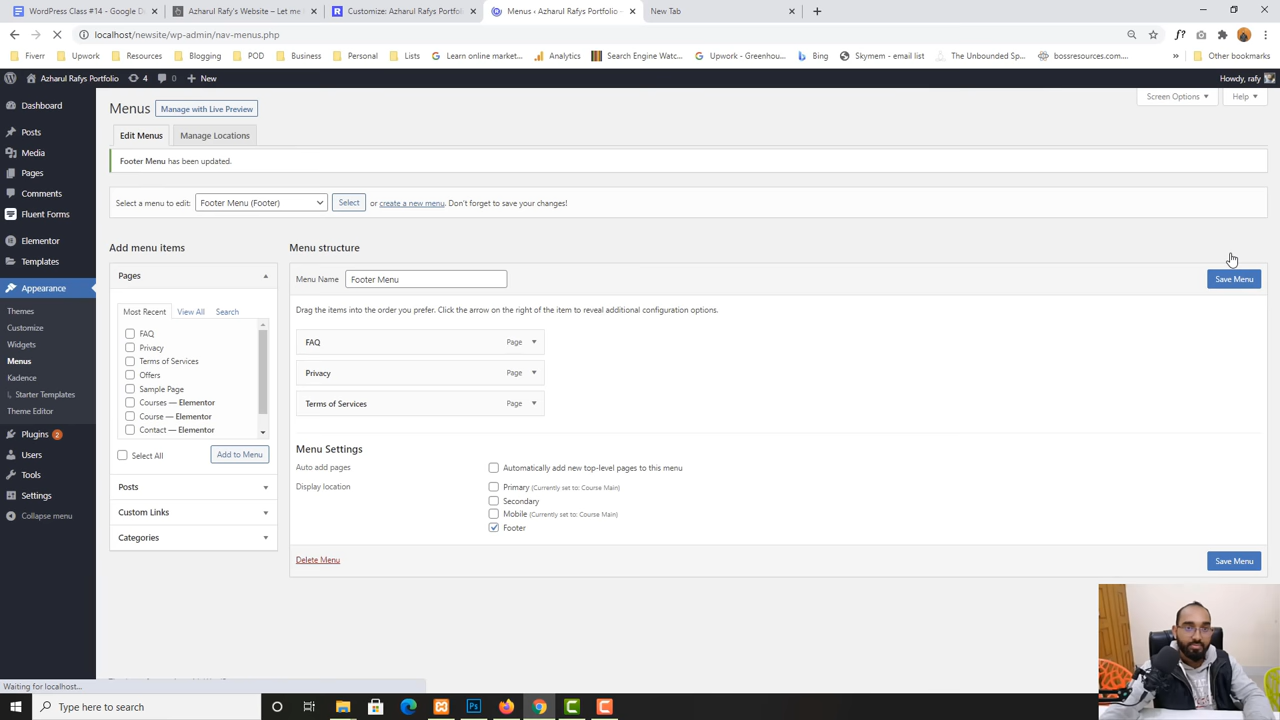 WordPress Class #14 - Google D
Azharul Rafy's Website – Let me
Customize: Azharul Rafys Portfolio
Menus ‹ Azharul Rafys Portfolio
New Tab
localhost/newsite/wp-admin/nav-menus.php
Fiverr
Upwork
Resources
Blogging
POD
Business
Personal
Lists
Learn online market...
Analytics
Search Engine Watc...
Upwork - Greenhou...
Bing
Skymem - email list
The Unbounded Sp...
bossresources.com...
»
Other bookmarks
Azharul Rafys Portfolio
4
0
+ New
Howdy, rafy
Menus
Manage with Live Preview
Screen Options
Help
Edit Menus
Manage Locations
Footer Menu has been updated.
Select a menu to edit:
Footer Menu (Footer)
Select
or create a new menu. Don't forget to save your changes!
Dashboard
Posts
Media
Pages
Comments
Fluent Forms
Elementor
Templates
Appearance
Themes
Customize
Widgets
Menus
Kadence
Starter Templates
Theme Editor
Plugins 2
Users
Tools
Settings
Collapse menu
Add menu items
Pages
Most Recent
View All
Search
FAQ
Privacy
Terms of Services
Offers
Sample Page
Courses — Elementor
Course — Elementor
Contact — Elementor
Select All
Add to Menu
Posts
Custom Links
Categories
Menu structure
Menu Name
Footer Menu
Save Menu
Drag the items into the order you prefer. Click the arrow on the right of the item to reveal additional configuration options.
FAQ
Page
Privacy
Page
Terms of Services
Page
Menu Settings
Auto add pages
Automatically add new top-level pages to this menu
Display location
Primary (Currently set to: Course Main)
Secondary
Mobile (Currently set to: Course Main)
Footer
Delete Menu
Save Menu
Waiting for localhost...
Type here to search